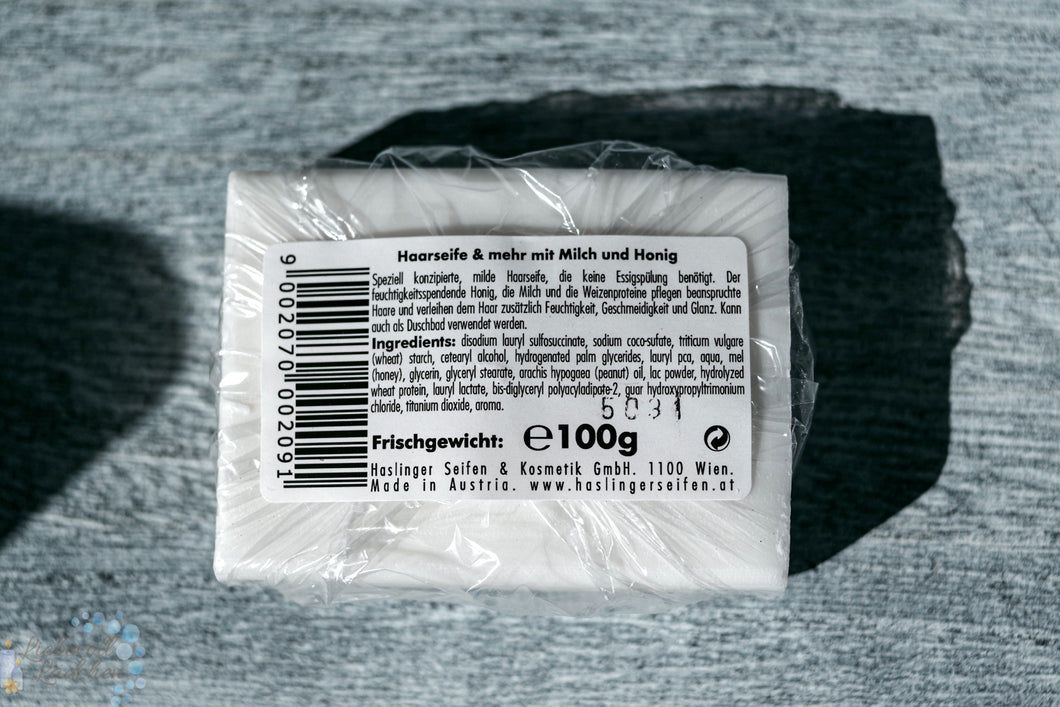 Haarseife & mehr mit Milch und Honig
Speziell konzipierte, milde Haarseife, die keine Essigspülung benötigt. Der
feuchtigkeitsspendende Honig, die Milch und die Weizenproteine pflegen beanspruchte
Haare und verleihen dem Haar zusätzlich Feuchtigkeit, Geschmeidigkeit und Glanz. Kann
auch als Duschbad verwendet werden.
Ingredients: disodium lauryl sulfosuccinate, sodium coco-sufate, triticum vulgare
(wheat) starch, cetearyl alcohol, hydrogenated palm glycerides, lauryl pca, aqua, mel
(honey), glycerin, glyceryl stearate, arachis hypogaea (peanut) oil, lac powder, hydrolyzed
wheat protein, lauryl lactate, bis-diglyceryl polyacyladipate-2, guar hydroxypropyltrimonium
chloride, titanium dioxide, aroma.
5031
Frischgewicht: ℮100g
Haslinger Seifen & Kosmetik GmbH. 1100 Wien.
Made in Austria. www.haslingerseifen.at
9 002070 002091